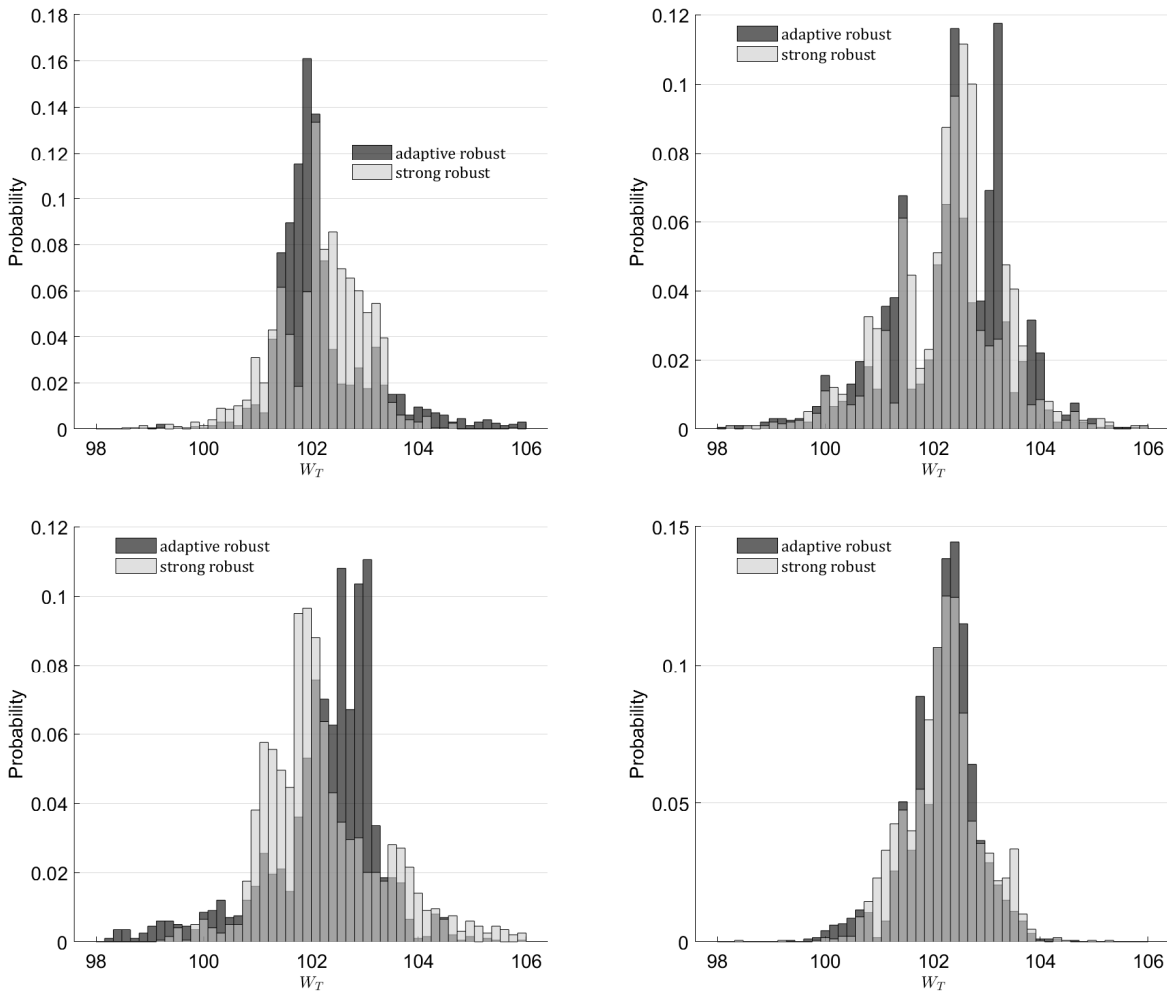 0.18
0.16
0.14
0.12
0.1
0.08
0.06
0.04
0.02
0
Probability
adaptive robust
strong robust
98 100 102 104 106
W_T
0.12
0.1
0.08
0.06
0.04
0.02
0
Probability
adaptive robust
strong robust
98 100 102 104 106
W_T
0.12
0.1
0.08
0.06
0.04
0.02
0
Probability
adaptive robust
strong robust
98 100 102 104 106
W_T
0.15
0.1
0.05
0
Probability
adaptive robust
strong robust
98 100 102 104 106
W_T